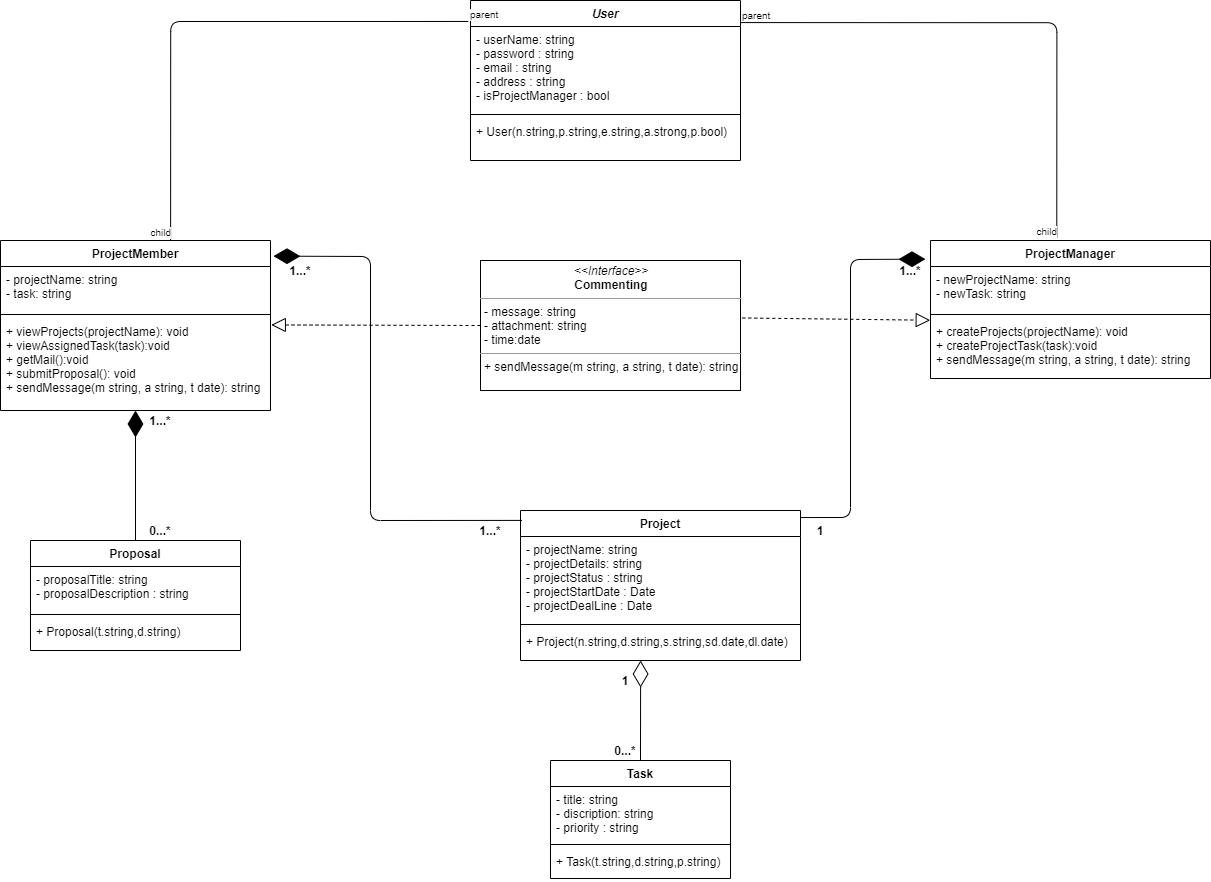 User
parent
parent
- userName: string
- password : string
- email : string
- address : string
- isProjectManager : bool
+ User(n.string,p.string,e.string,a.strong,p.bool)
child
child
ProjectMember
- projectName: string
- task: string
+ viewProjects(projectName): void
+ viewAssignedTask(task):void
+ getMail():void
+ submitProposal(): void
+ sendMessage(m string, a string, t date): string
1...*
<<Interface>>
Commenting
- message: string
- attachment: string
- time:date
+ sendMessage(m string, a string, t date): string
1...*
ProjectManager
- newProjectName: string
- newTask: string
+ createProjects(projectName): void
+ createProjectTask(task):void
+ sendMessage(m string, a string, t date): string
1...*
0...*
Proposal
- proposalTitle: string
- proposalDescription : string
+ Proposal(t.string,d.string)
1...*
1
Project
- projectName: string
- projectDetails: string
- projectStatus : string
- projectStartDate : Date
- projectDealLine : Date
+ Project(n.string,d.string,s.string,sd.date,dl.date)
1
0...*
Task
- title: string
- discription: string
- priority : string
+ Task(t.string,d.string,p.string)